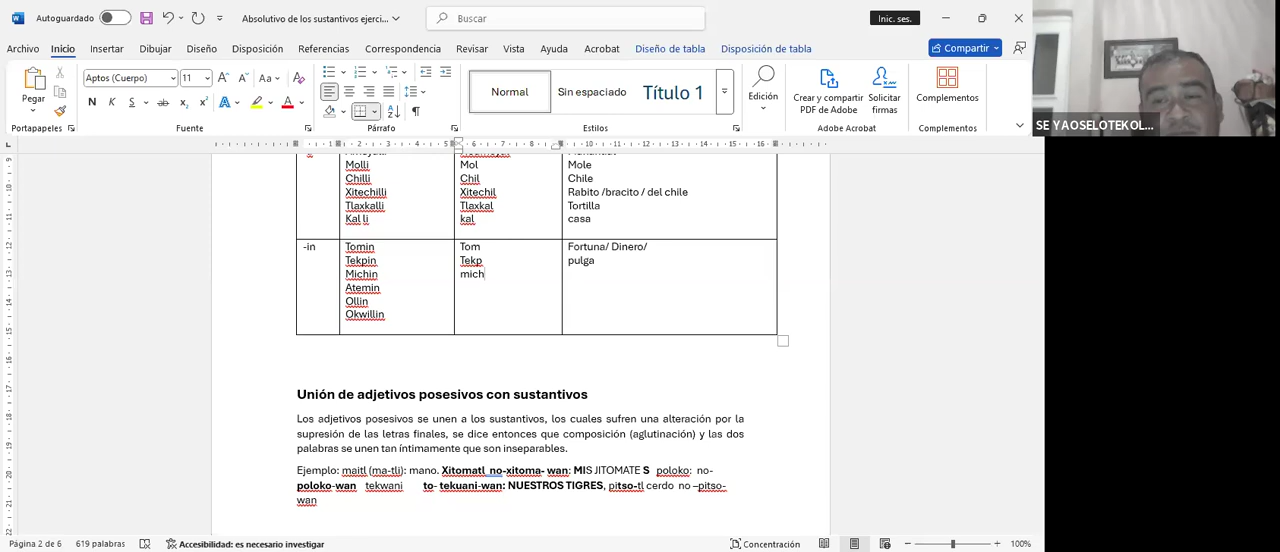 Autoguardado
Absolutivo de los sustantivos ejerci...
Buscar
Inic. ses.
Archivo Inicio Insertar Dibujar Diseño Disposición Referencias Correspondencia Revisar Vista Ayuda Acrobat Diseño de tabla Disposición de tabla
Compartir
Pegar
Aptos (Cuerpo) 11
Normal
Sin espaciado
Título 1
Edición
Crear y compartir PDF de Adobe
Solicitar firmas
Complementos
Portapapeles Fuente Párrafo Estilos Adobe Acrobat Complementos
SE YAOSELOTEKOL...
Molli Mol Mole
Chilli Chil Chile
Xitechilli Xitechil Rabito /bracito / del chile
Tlaxkalli Tlaxkal Tortilla
Kal li kal casa
-in Tomin Tom Fortuna/ Dinero/
Tekpin Tekp pulga
Michin mich
Atemin
Ollin
Okwillin
Unión de adjetivos posesivos con sustantivos
Los adjetivos posesivos se unen a los sustantivos, los cuales sufren una alteración por la
supresión de las letras finales, se dice entonces que composición (aglutinación) y las dos
palabras se unen tan íntimamente que son inseparables.
Ejemplo: maitl (ma-tli): mano. Xitomatl no-xitoma- wan: MIS JITOMATE S poloko: no-
poloko-wan tekwani to- tekuani-wan: NUESTROS TIGRES, pitso-tl cerdo no –pitso-
wan
Página 2 de 6 619 palabras Accesibilidad: es necesario investigar Concentración 100%